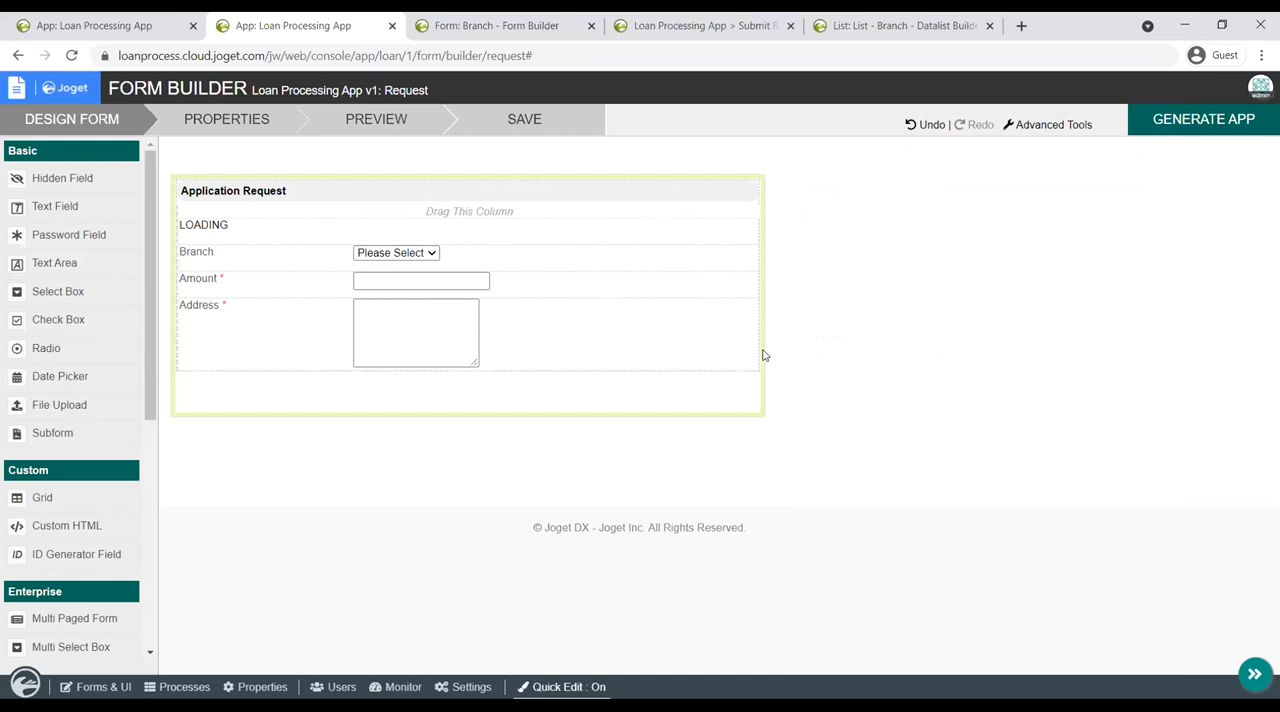 App: Loan Processing App
App: Loan Processing App
Form: Branch - Form Builder
Loan Processing App > Submit R
List: List - Branch - Datalist Builde
loanprocess.cloud.joget.com/jw/web/console/app/loan/1/form/builder/request#
Guest
Joget
FORM BUILDER Loan Processing App v1: Request
admin
DESIGN FORM
PROPERTIES
PREVIEW
SAVE
Undo | Redo
Advanced Tools
GENERATE APP
Basic
Hidden Field
Text Field
Password Field
Text Area
Select Box
Check Box
Radio
Date Picker
File Upload
Subform
Custom
Grid
Custom HTML
ID Generator Field
Enterprise
Multi Paged Form
Multi Select Box
Application Request
Drag This Column
LOADING
Branch
Please Select
Amount *
Address *
© Joget DX - Joget Inc. All Rights Reserved.
Forms & UI
Processes
Properties
Users
Monitor
Settings
Quick Edit : On